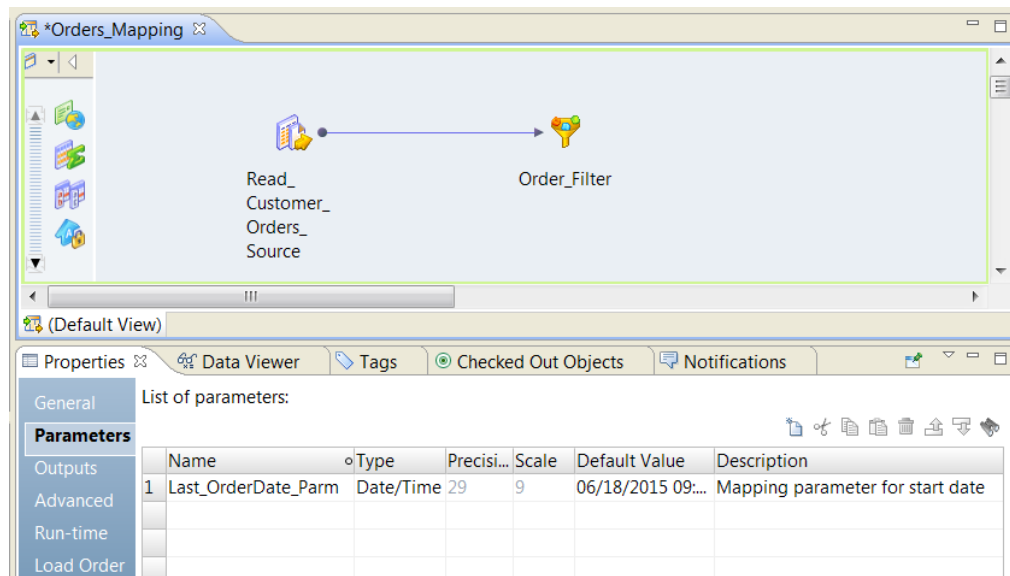 *Orders_Mapping
Read_
Customer_
Orders_
Source
Order_Filter
(Default View)
Properties Data Viewer Tags Checked Out Objects Notifications
General
List of parameters:
Parameters
Outputs
Advanced
Run-time
Load Order
Name Type Precisi... Scale Default Value Description
1 Last_OrderDate_Parm Date/Time 29 9 06/18/2015 09:... Mapping parameter for start date